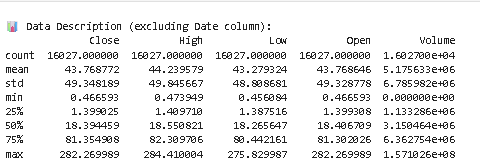 📊 Data Description (excluding Date column):
Close High Low Open Volume
count 16027.000000 16027.000000 16027.000000 16027.000000 1.602700e+04
mean 43.768772 44.239579 43.279324 43.768646 5.175633e+06
std 49.348189 49.845667 48.808681 49.328778 6.785982e+06
min 0.466593 0.473949 0.456084 0.466593 0.000000e+00
25% 1.399025 1.409710 1.387516 1.399308 1.133286e+06
50% 18.394459 18.550821 18.265647 18.406709 3.150464e+06
75% 81.354908 82.309706 80.442161 81.302026 6.362754e+06
max 282.269989 284.410004 275.829987 282.269989 1.571026e+08